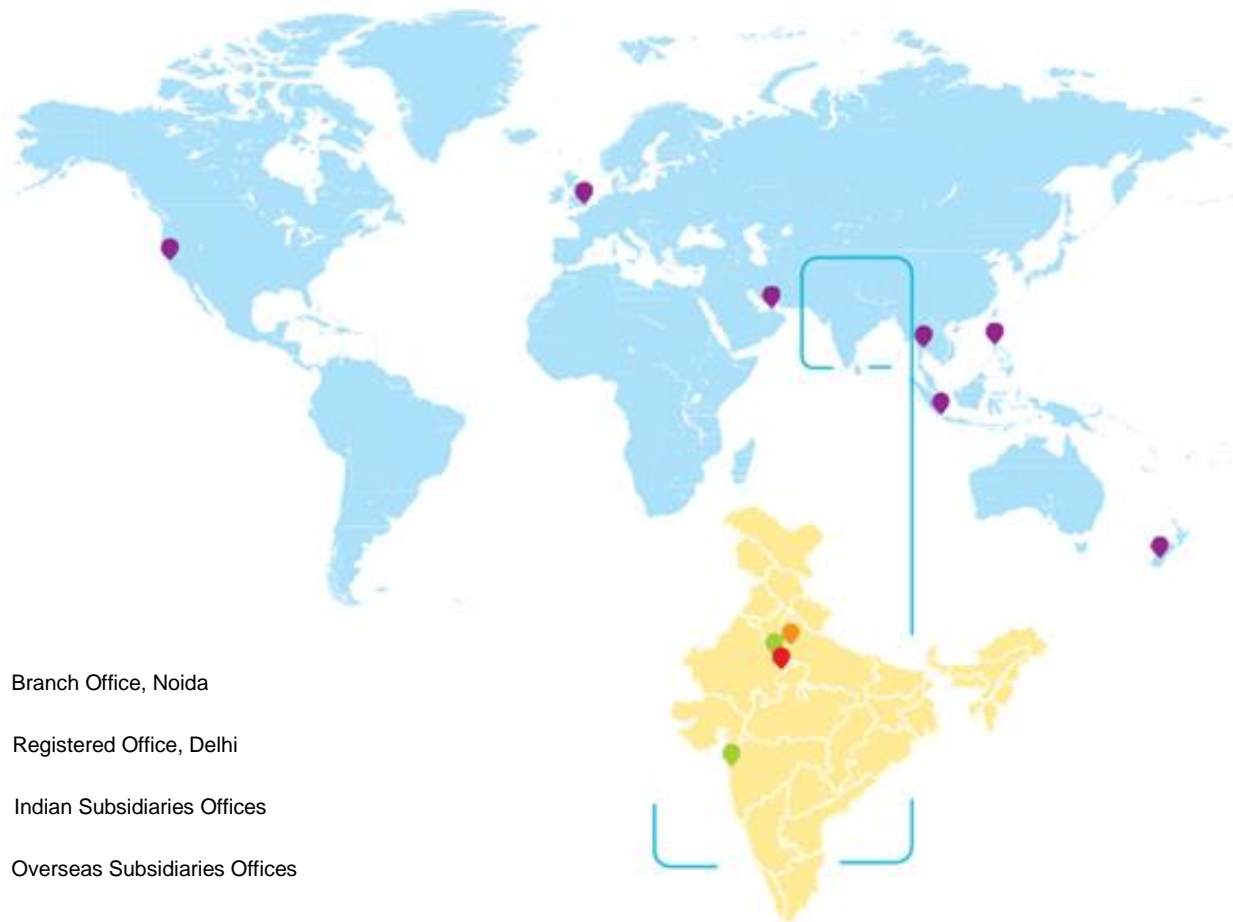 Branch Office, Noida
Registered Office, Delhi
Indian Subsidiaries Offices
Overseas Subsidiaries Offices